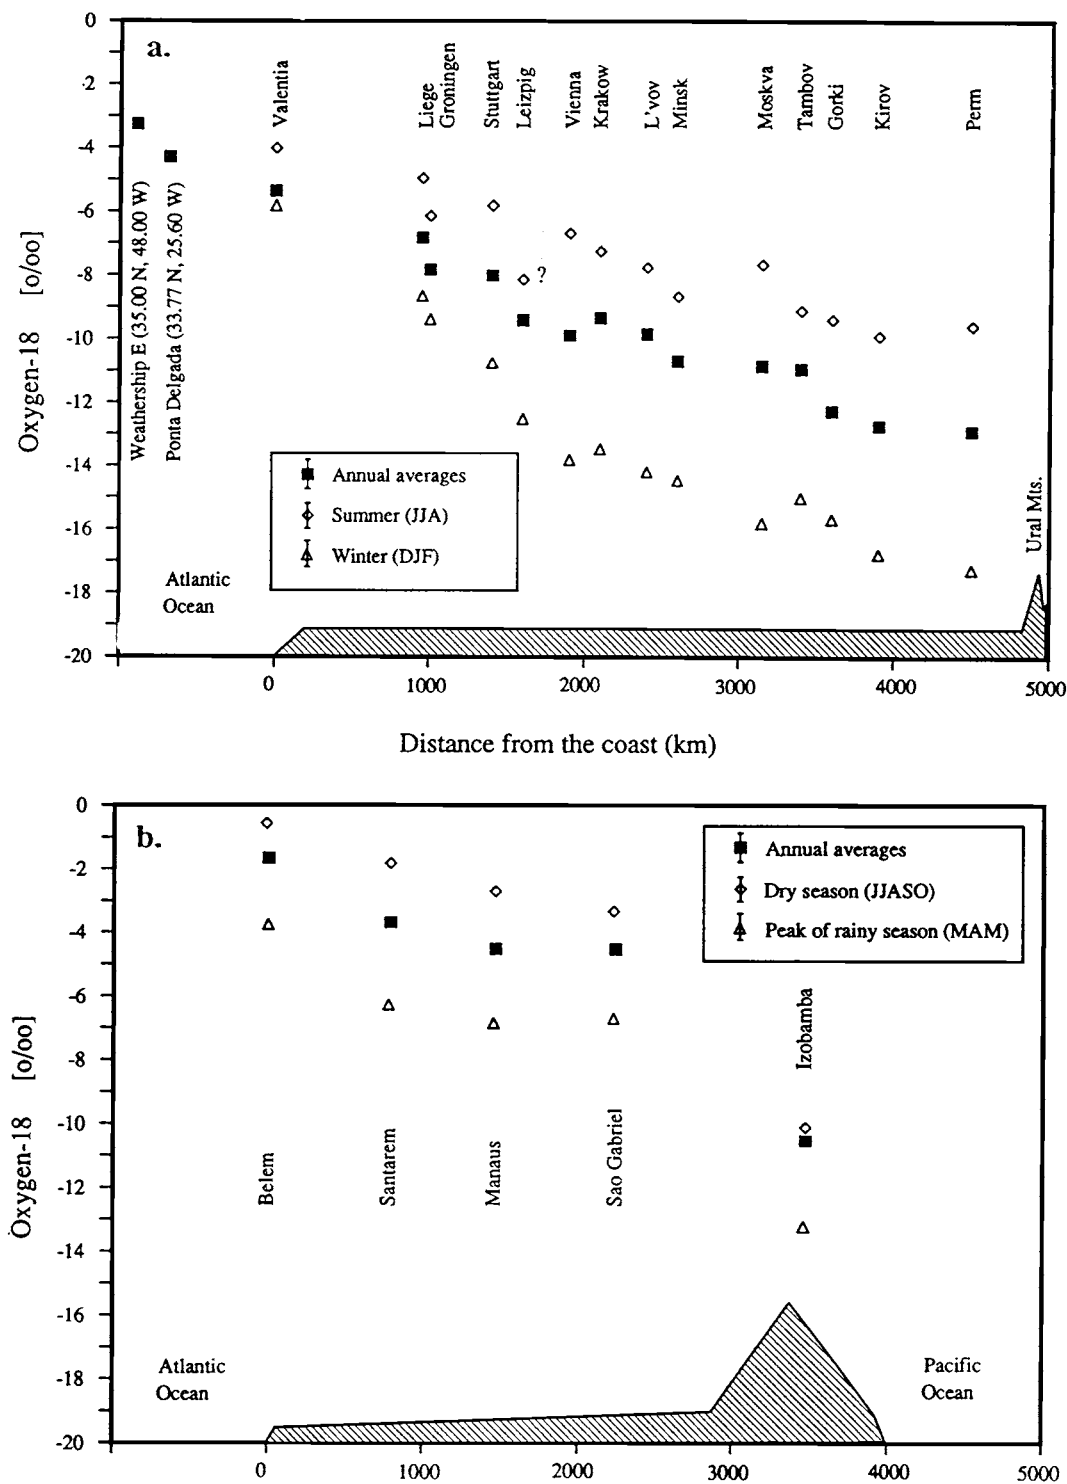 a.
0
-2
-4
-6
-8
-10
-12
-14
-16
-18
-20
Oxygen-18 [o/oo]
Weathership E (35.00 N, 48.00 W)
Ponta Delgada (33.77 N, 25.60 W)
Valentia
Liege
Groningen
Stuttgart
Leizpig
Vienna
Krakow
L'vov
Minsk
Moskva
Tambov
Gorki
Kirov
Perm
?
Annual averages
Summer (JJA)
Winter (DJF)
Atlantic
Ocean
Ural Mts.
0 1000 2000 3000 4000 5000
Distance from the coast (km)
b.
0
-2
-4
-6
-8
-10
-12
-14
-16
-18
-20
Oxygen-18 [o/oo]
Annual averages
Dry season (JJASO)
Peak of rainy season (MAM)
Belem
Santarem
Manaus
Sao Gabriel
Izobamba
Atlantic
Ocean
Pacific
Ocean
0 1000 2000 3000 4000 5000